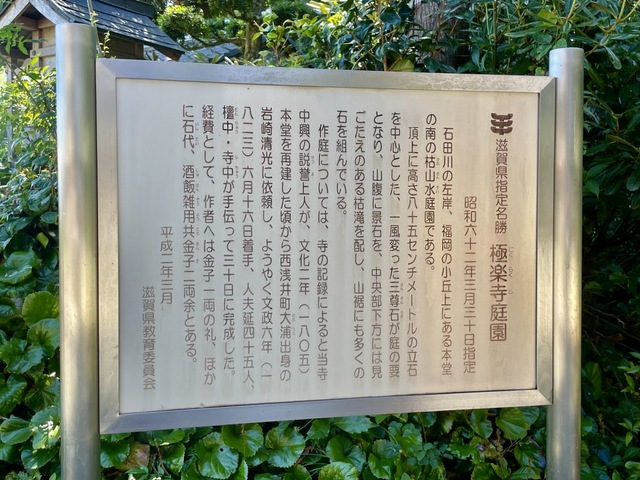 滋賀県指定名勝　極楽寺庭園
昭和六十二年三月三十日指定
石田川の左岸、福岡の小丘上にある本堂
の南の枯山水庭園である。
頂上に高さ八十五センチメートルの立石
を中心とした、一風変った三尊石が庭の要
となり、山腹に景石を、中央部下方には見
ごたえのある枯滝を配し、山裾にも多くの
石を組んでいる。
作庭については、寺の記録によると当寺
中興の説誉上人が、文化二年（一八〇五）
本堂を再建した頃から西浅井町大浦出身の
岩崎清光に依頼し、ようやく文政六年（一
八二三）六月十六日着手、人夫延四十五人、
檀中・寺中が手伝って三十日に完成した。
経費として、作者へは金子一両の礼、ほか
に石代、酒飯雑用共金子二両余とある。
平成二年三月
滋賀県教育委員会